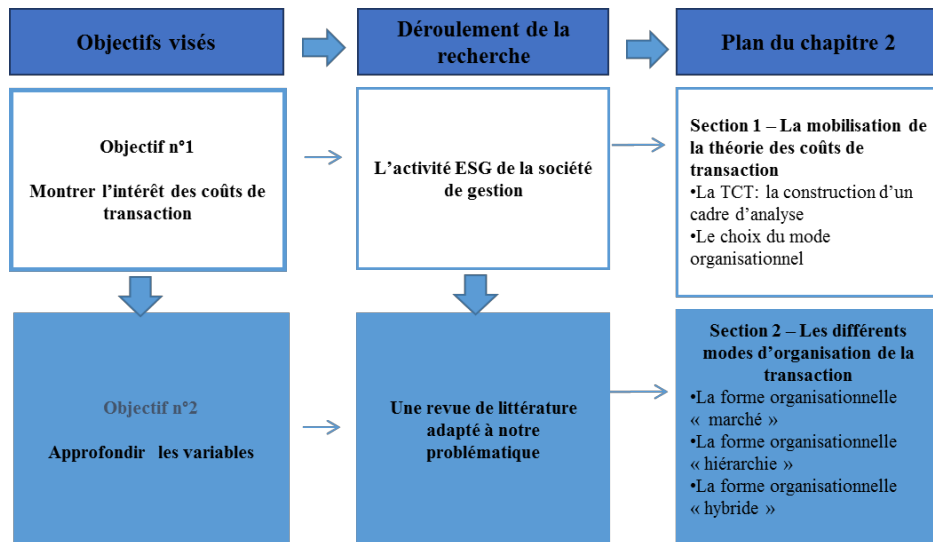 Objectifs visés
Déroulement de la
recherche
Plan du chapitre 2
Objectif n°1
Montrer l’intérêt des coûts de
transaction
L’activité ESG de la société
de gestion
Section 1 – La mobilisation de
la théorie des coûts de
transaction
•La TCT: la construction d’un
cadre d’analyse
•Le choix du mode
organisationnel
Objectif n°2
Approfondir les variables
Une revue de littérature
adapté à notre
problématique
Section 2 – Les différents
modes d’organisation de la
transaction
•La forme organisationnelle
« marché »
•La forme organisationnelle
« hiérarchie »
•La forme organisationnelle
« hybride »